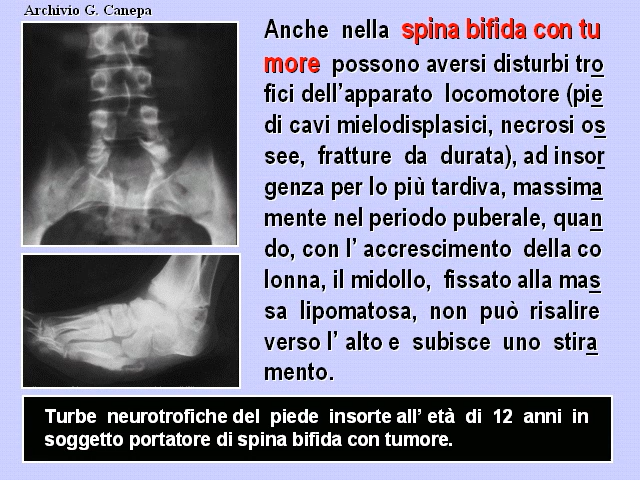 Archivio G. Canepa
Anche nella spina bifida con tu
more possono aversi disturbi tro
fici dell'apparato locomotore (pie
di cavi mielodisplasici, necrosi os
see, fratture da durata), ad insor
genza per lo più tardiva, massima
mente nel periodo puberale, quan
do, con l' accrescimento della co
lonna, il midollo, fissato alla mas
sa lipomatosa, non può risalire
verso l' alto e subisce uno stira
mento.
Turbe neurotrofiche del piede insorte all' età di 12 anni in
soggetto portatore di spina bifida con tumore.